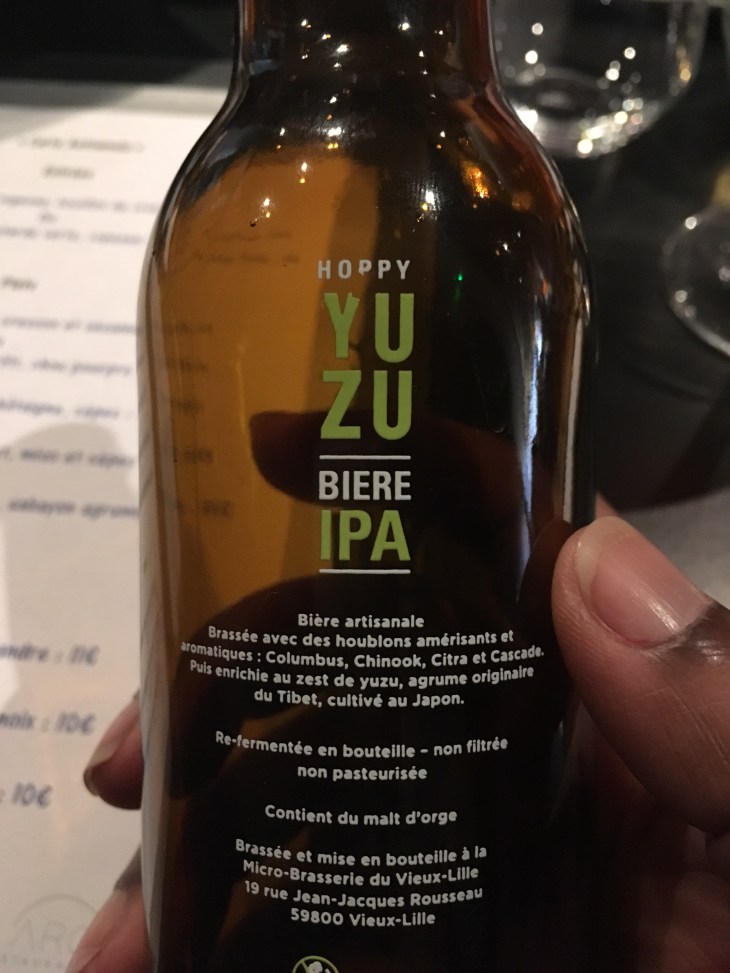 HOPPY
YU
ZU
BIERE
IPA
Bière artisanale
Brassée avec des houblons amérisants et
aromatiques : Columbus, Chinook, Citra et Cascade.
Puis enrichie au zest de yuzu, agrume originaire
du Tibet, cultivé au Japon.
Re-fermentée en bouteille – non filtrée
non pasteurisée
Contient du malt d'orge
Brassée et mise en bouteille à la
Micro-Brasserie du Vieux-Lille
19 rue Jean-Jacques Rousseau
59800 Vieux-Lille
: 11€
: 10€
: 10€